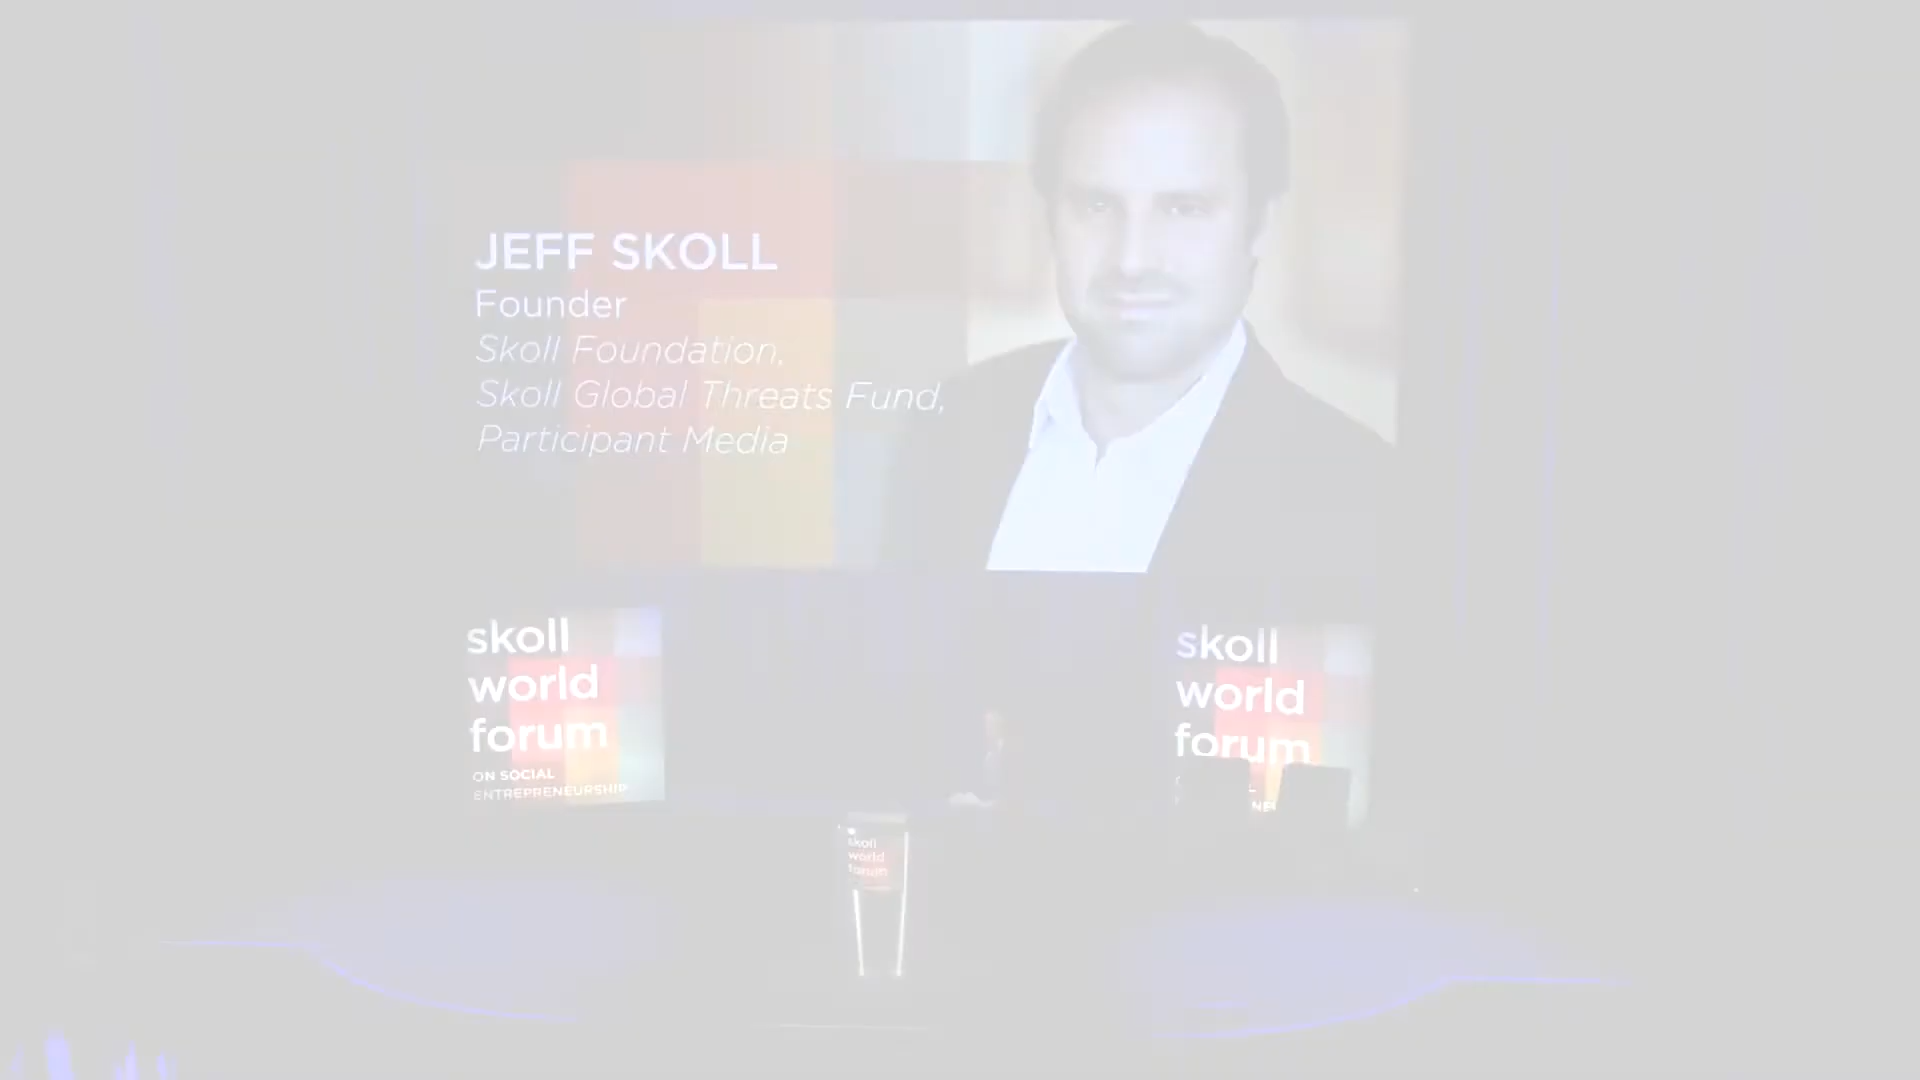 JEFF SKOLL
Founder
Skoll Foundation,
Skoll Global Threats Fund,
Participant Media
skoll
world
forum
ON SOCIAL
ENTREPRENEURSHIP
skoll
world
forum
skoll
world
forum